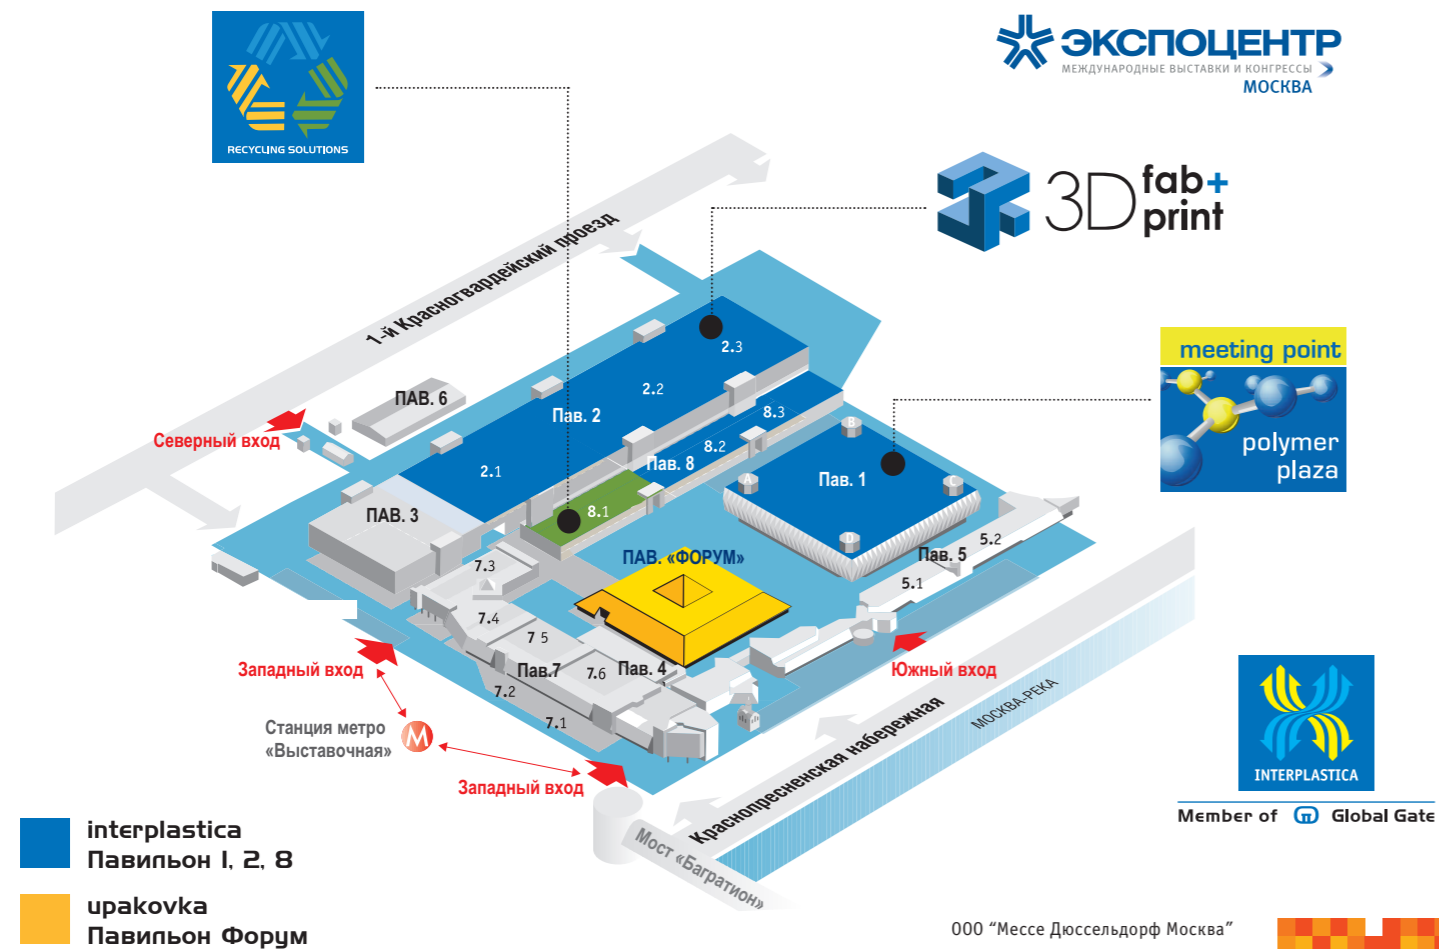 RECYCLING SOLUTIONS
ЭКСПОЦЕНТР
МЕЖДУНАРОДНЫЕ ВЫСТАВКИ И КОНГРЕССЫ
МОСКВА
3D fab+
print
meeting point
polymer
plaza
1-й Красногвардейский проезд
ПАВ. 6
Северный вход
2.3
2.2
Пав. 2
2.1
8.3
8.2
Пав. 8
8.1
ПАВ. 3
B
A
Пав. 1
C
D
ПАВ. «ФОРУМ»
5.2
Пав. 5
5.1
7.3
7.4
7 5
7.6
Пав. 4
Пав.7
7.2
7.1
Западный вход
Южный вход
Станция метро
«Выставочная»
М
Западный вход
МОСКВА-РЕКА
Краснопресненская набережная
Мост «Багратион»
INTERPLASTICA
Member of Global Gate
interplastica
Павильон 1, 2, 8
upakovka
Павильон Форум
ООО "Мессе Дюссельдорф Москва"